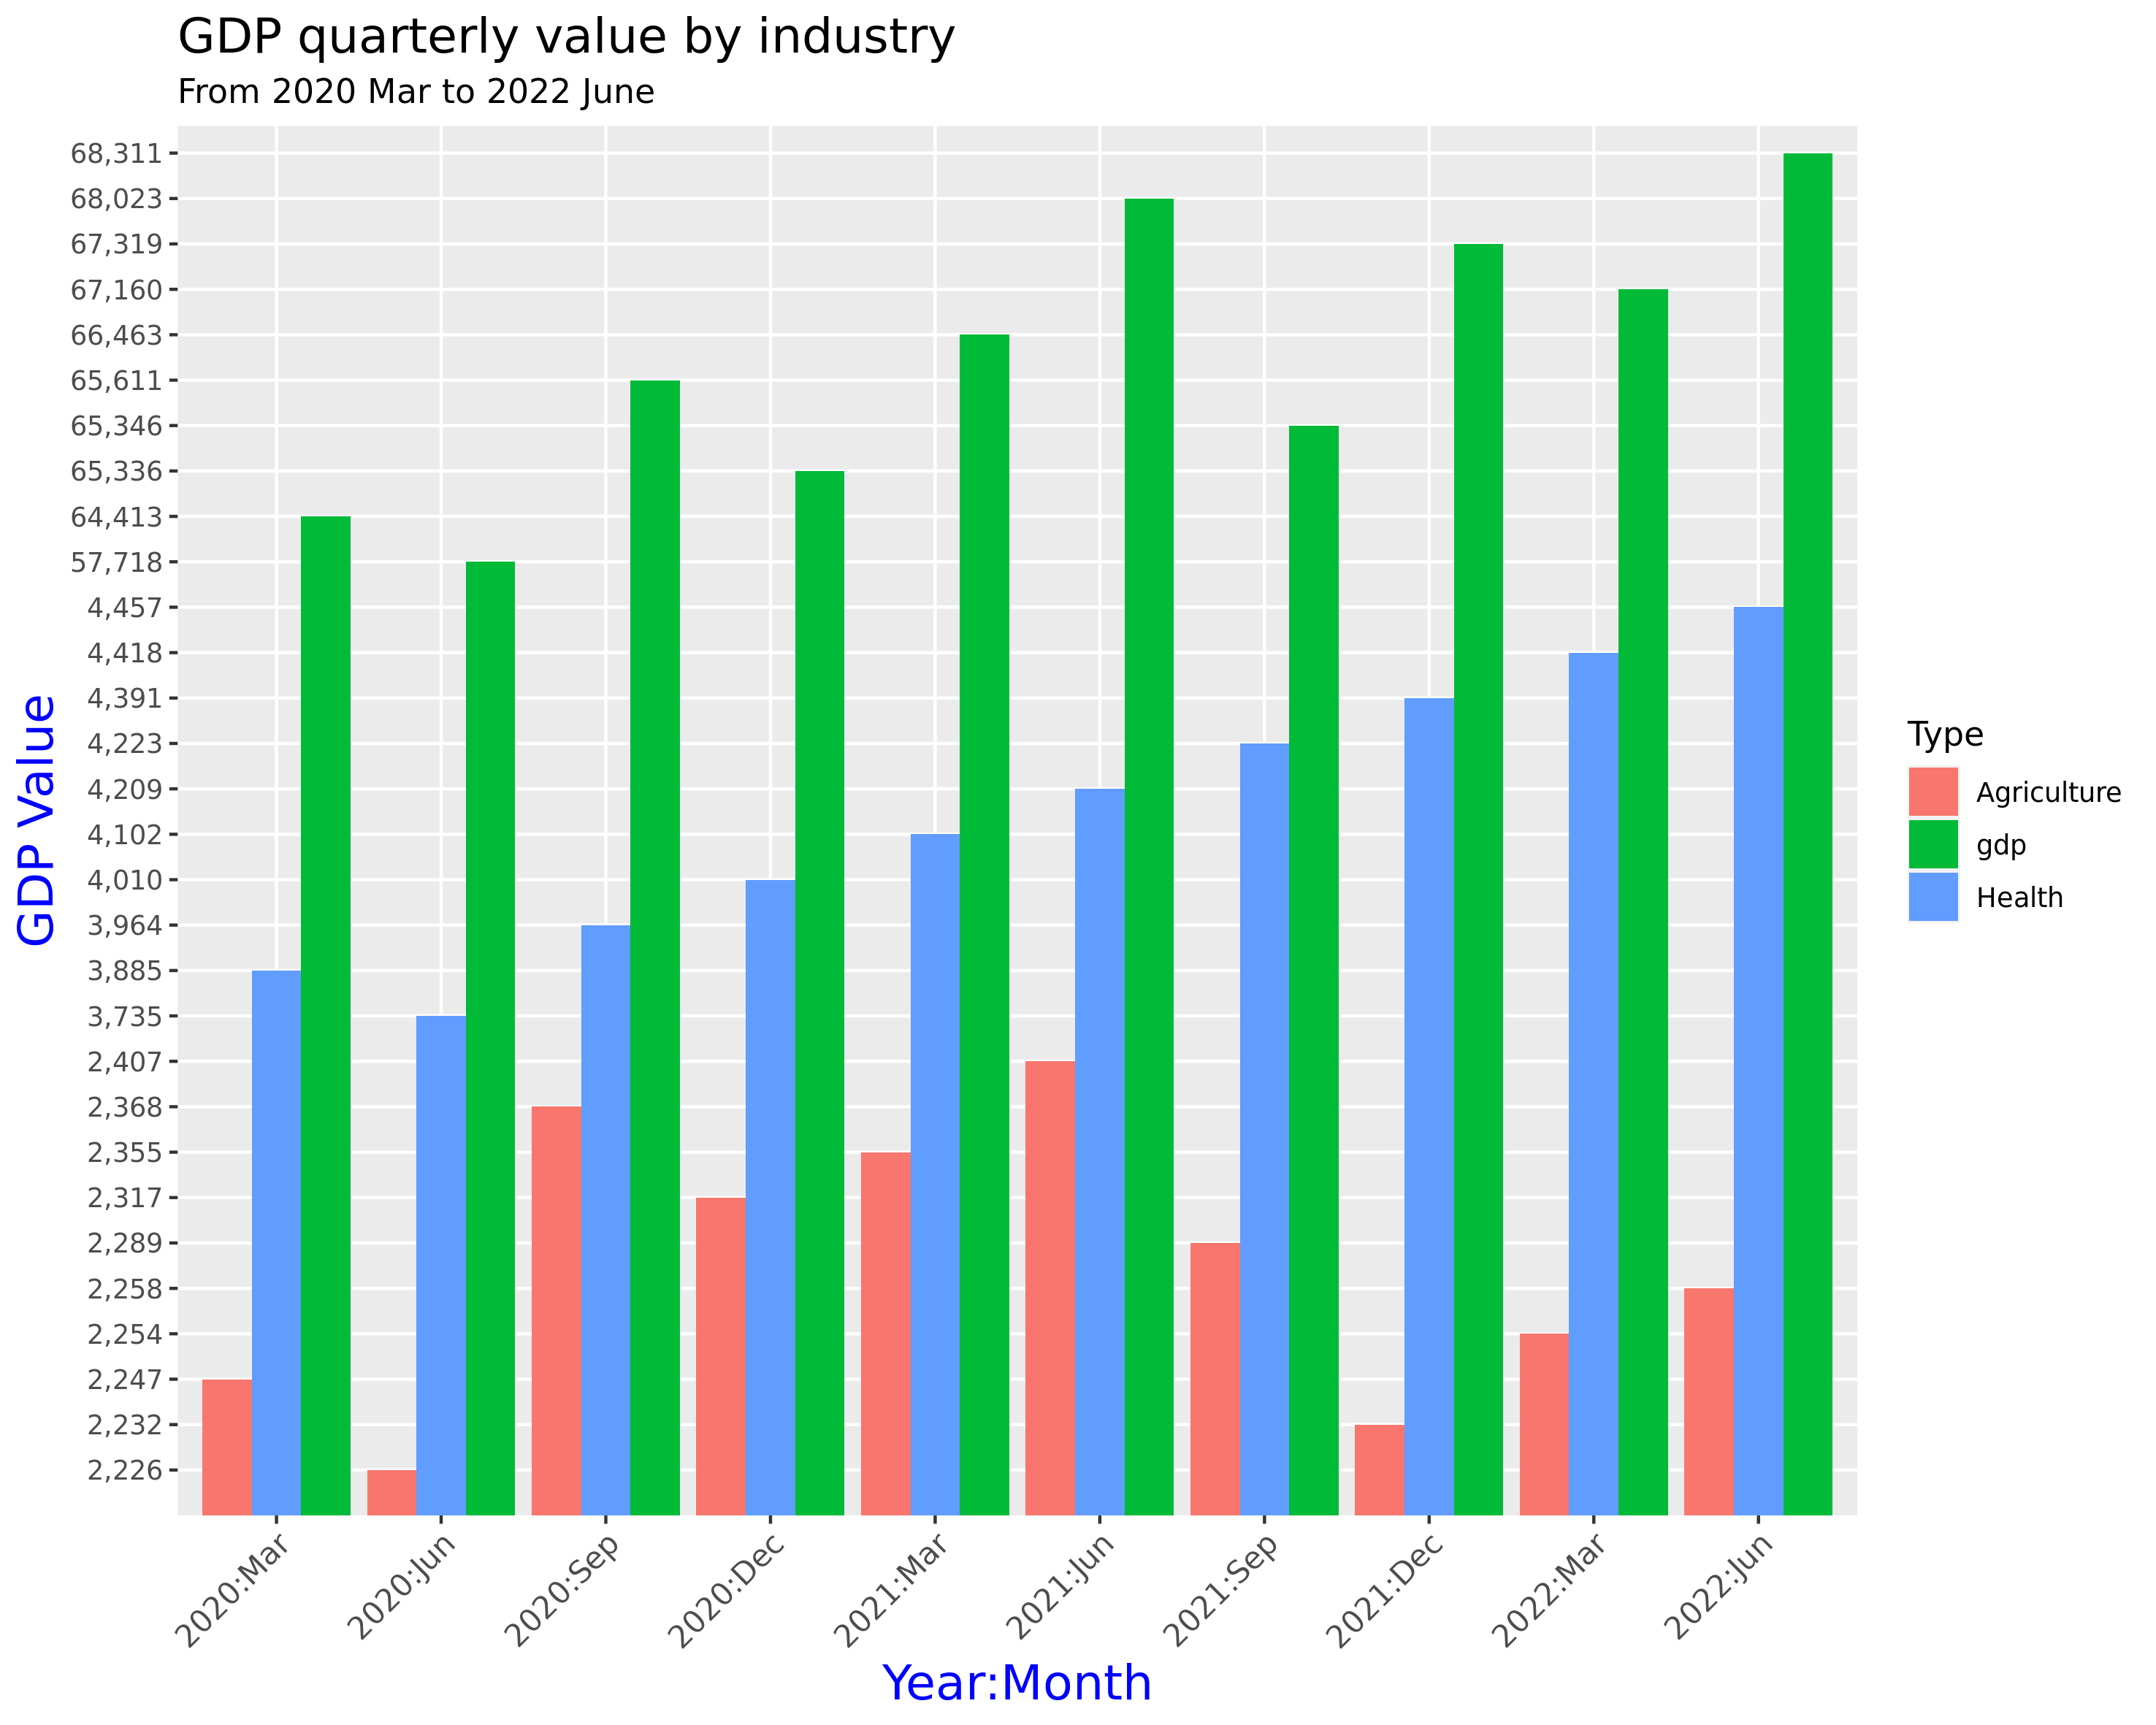 GDP quarterly value by industry
From 2020 Mar to 2022 June
68,311
68,023
67,319
67,160
66,463
65,611
65,346
65,336
64,413
57,718
4,457
4,418
4,391
4,223
4,209
4,102
4,010
3,964
3,885
3,735
2,407
2,368
2,355
2,317
2,289
2,258
2,254
2,247
2,232
2,226
GDP Value
2020:Mar
2020:Jun
2020:Sep
2020:Dec
2021:Mar
2021:Jun
2021:Sep
2021:Dec
2022:Mar
2022:Jun
Year:Month
Type
Agriculture
gdp
Health